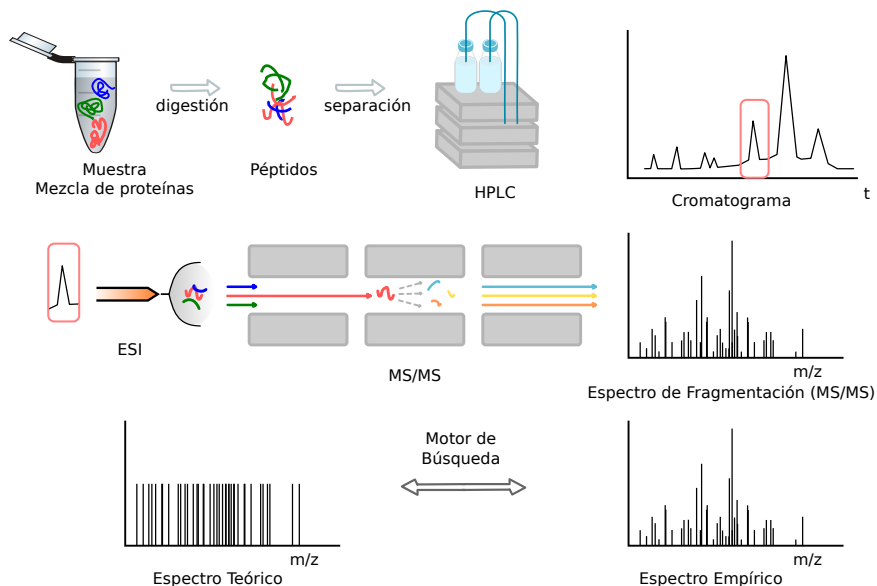 digestión
separación
Muestra
Mezcla de proteínas
Péptidos
HPLC
Cromatograma
t
ESI
MS/MS
m/z
Espectro de Fragmentación (MS/MS)
Motor de
Búsqueda
m/z
Espectro Teórico
m/z
Espectro Empírico